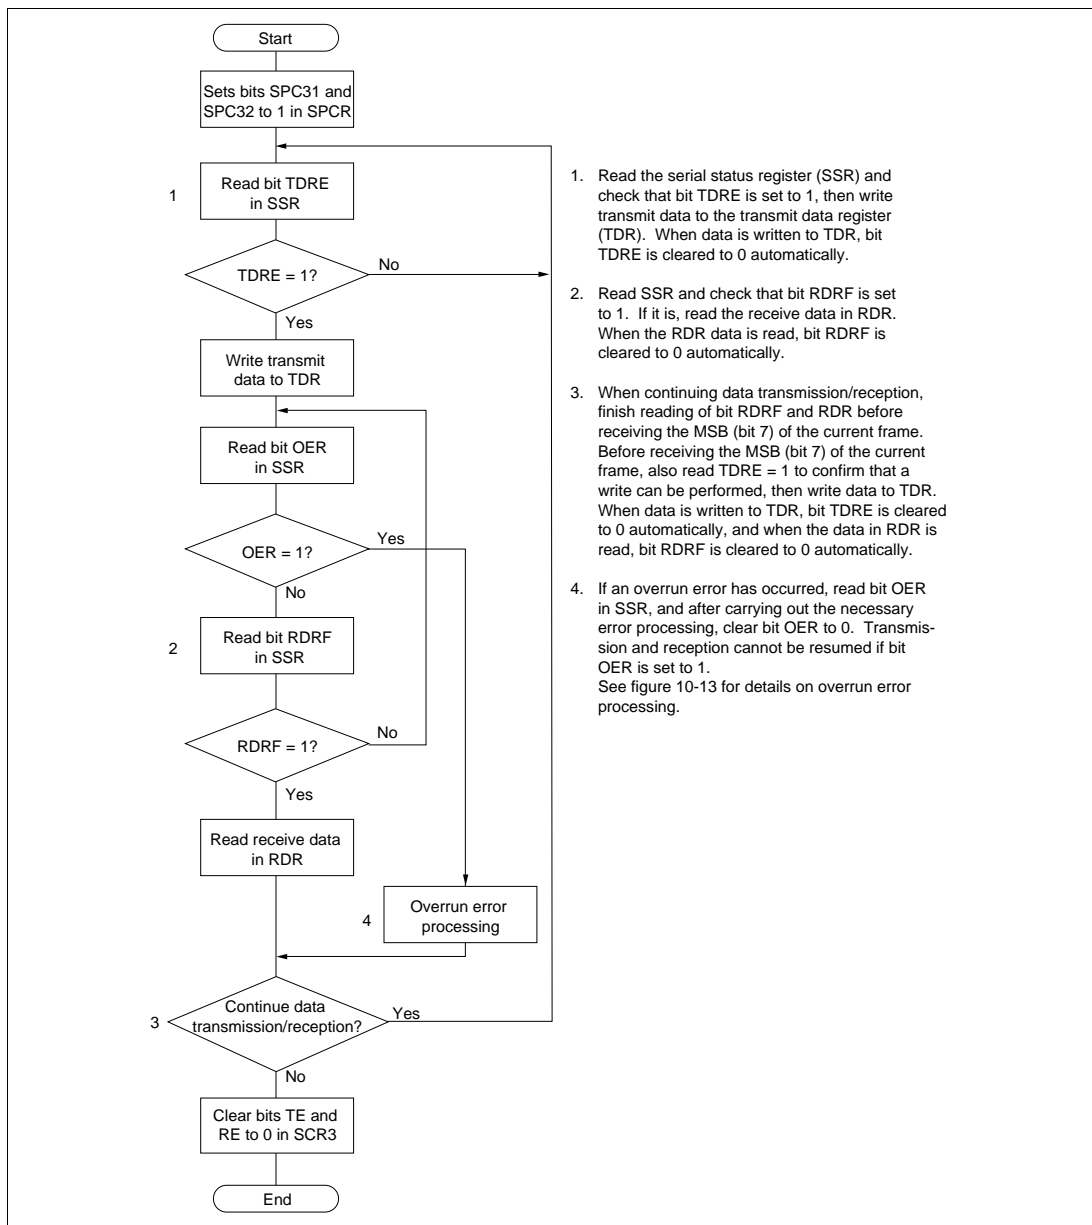 Start
Sets bits SPC31 and
SPC32 to 1 in SPCR
1
Read bit TDRE
in SSR
TDRE = 1?
No
Yes
Write transmit
data to TDR
Read bit OER
in SSR
OER = 1?
Yes
No
2
Read bit RDRF
in SSR
RDRF = 1?
No
Yes
Read receive data
in RDR
4
Overrun error
processing
3
Continue data
transmission/reception?
Yes
No
Clear bits TE and
RE to 0 in SCR3
End
1. Read the serial status register (SSR) and
check that bit TDRE is set to 1, then write
transmit data to the transmit data register
(TDR). When data is written to TDR, bit
TDRE is cleared to 0 automatically.
2. Read SSR and check that bit RDRF is set
to 1. If it is, read the receive data in RDR.
When the RDR data is read, bit RDRF is
cleared to 0 automatically.
3. When continuing data transmission/reception,
finish reading of bit RDRF and RDR before
receiving the MSB (bit 7) of the current frame.
Before receiving the MSB (bit 7) of the current
frame, also read TDRE = 1 to confirm that a
write can be performed, then write data to TDR.
When data is written to TDR, bit TDRE is cleared
to 0 automatically, and when the data in RDR is
read, bit RDRF is cleared to 0 automatically.
4. If an overrun error has occurred, read bit OER
in SSR, and after carrying out the necessary
error processing, clear bit OER to 0. Transmis-
sion and reception cannot be resumed if bit
OER is set to 1.
See figure 10-13 for details on overrun error
processing.